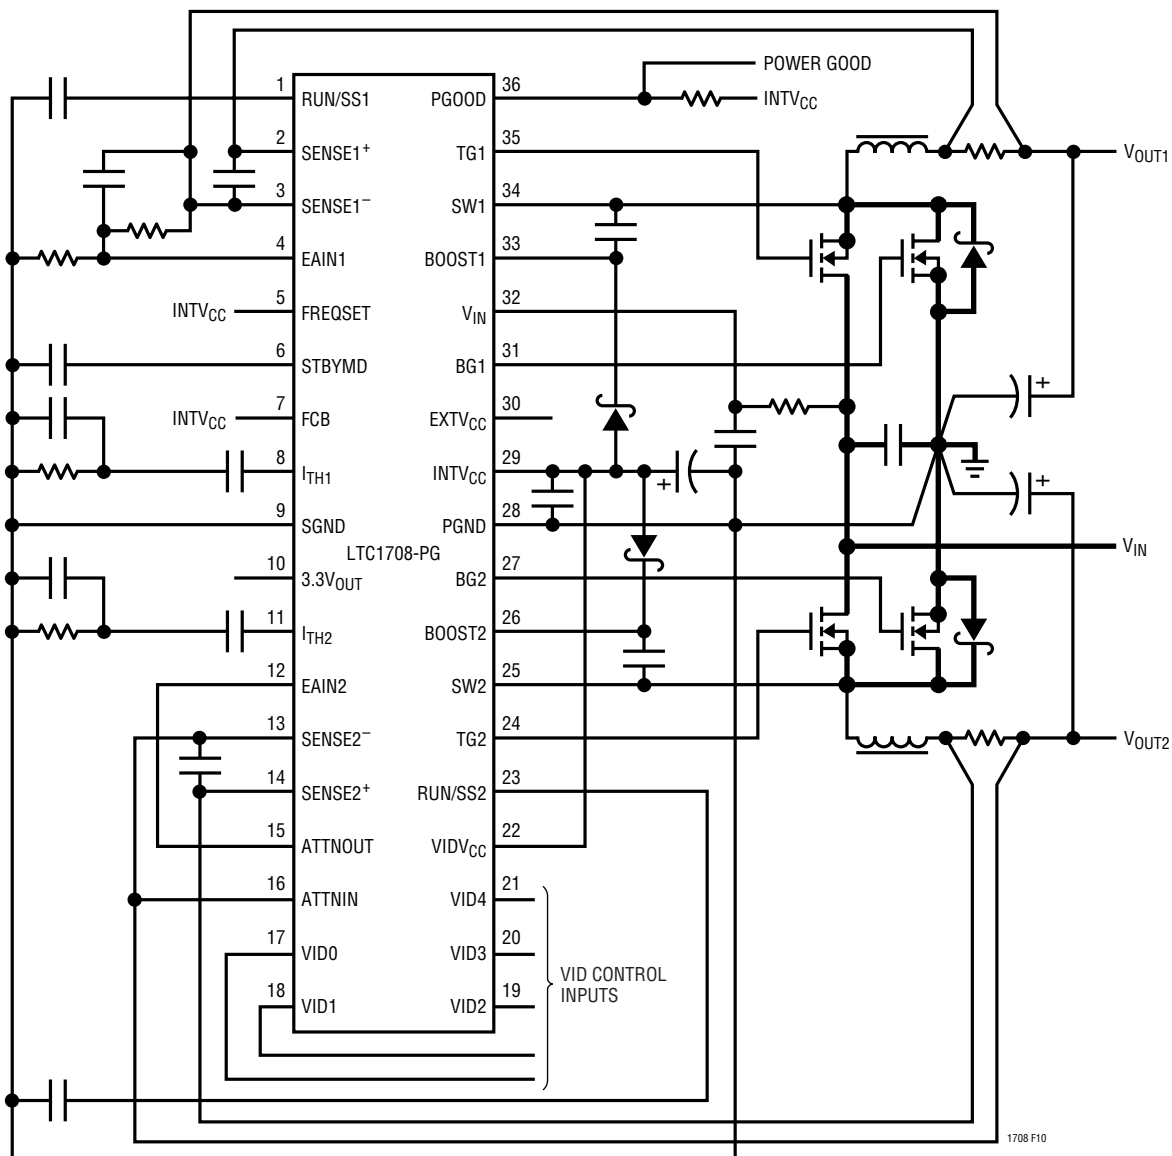 POWER GOOD
1 RUN/SS1 PGOOD 36 INTVCC
2 SENSE1+ TG1 35 VOUT1
3 SENSE1− SW1 34
4 EAIN1 BOOST1 33
INTVCC 5 FREQSET VIN 32
6 STBYMD BG1 31
+
INTVCC 7 FCB EXTVCC 30
8 ITH1 INTVCC 29
+ +
9 SGND PGND 28
LTC1708-PG VIN
10 3.3VOUT BG2 27
11 ITH2 BOOST2 26
12 EAIN2 SW2 25
13 SENSE2− TG2 24 VOUT2
14 SENSE2+ RUN/SS2 23
15 ATTNOUT VIDVCC 22
16 ATTNIN VID4 21
17 VID0 VID3 20
VID CONTROL
INPUTS
18 VID1 VID2 19
1708 F10